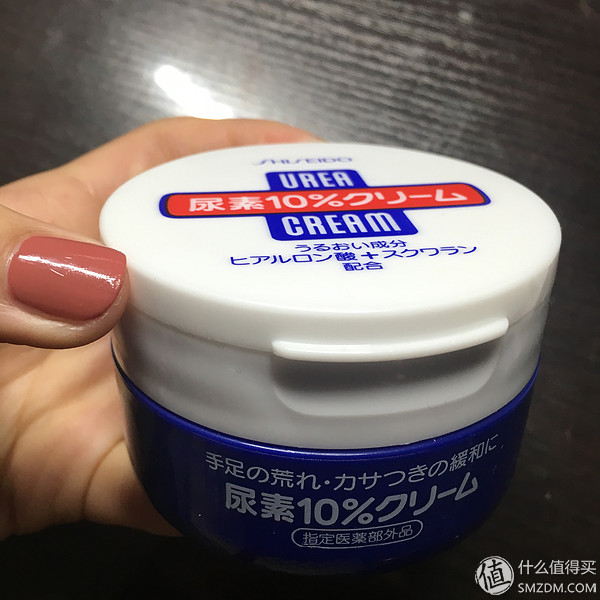 SHISEIDO
UREA
尿素10%クリーム
CREAM
うるおい成分
ヒアルロン酸+スクワラン
配合
手足の荒れ・カサつきの緩和に
尿素10%クリーム
指定医薬部外品
值 什么值得买
SMZDM.COM